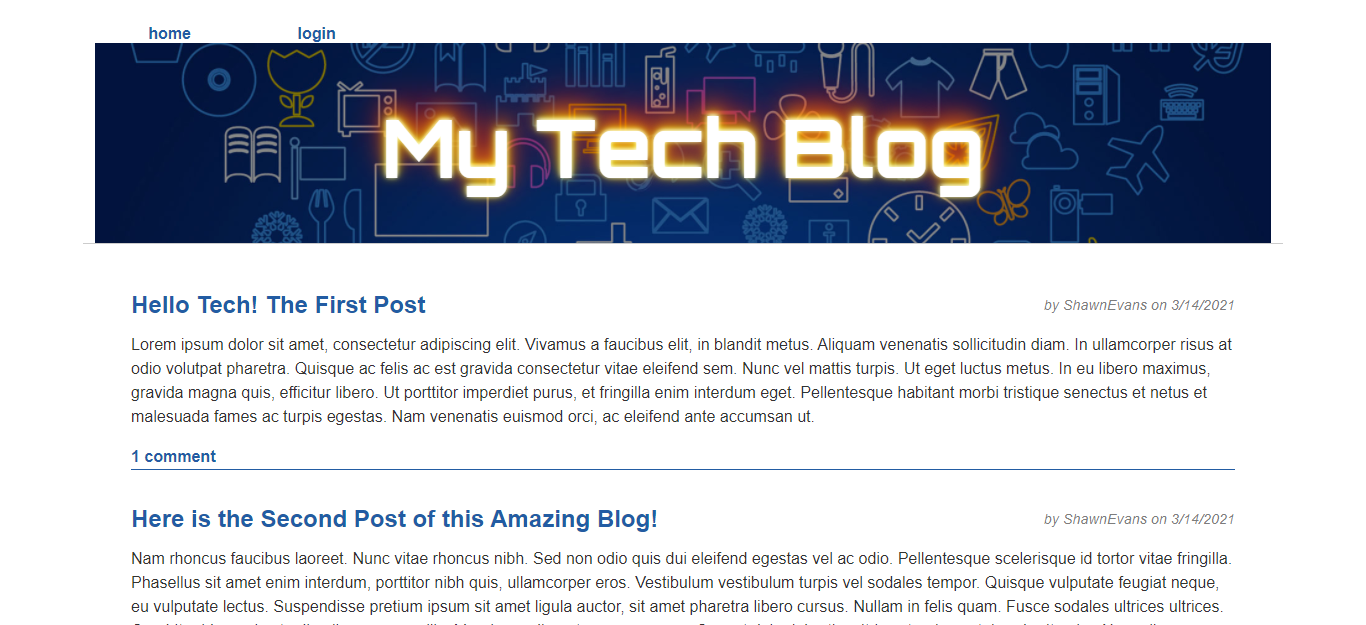 home login
My Tech Blog
Hello Tech! The First Post
by ShawnEvans on 3/14/2021
Lorem ipsum dolor sit amet, consectetur adipiscing elit. Vivamus a faucibus elit, in blandit metus. Aliquam venenatis sollicitudin diam. In ullamcorper risus at
odio volutpat pharetra. Quisque ac felis ac est gravida consectetur vitae eleifend sem. Nunc vel mattis turpis. Ut eget luctus metus. In eu libero maximus,
gravida magna quis, efficitur libero. Ut porttitor imperdiet purus, et fringilla enim interdum eget. Pellentesque habitant morbi tristique senectus et netus et
malesuada fames ac turpis egestas. Nam venenatis euismod orci, ac eleifend ante accumsan ut.
1 comment
Here is the Second Post of this Amazing Blog!
by ShawnEvans on 3/14/2021
Nam rhoncus faucibus laoreet. Nunc vitae rhoncus nibh. Sed non odio quis dui eleifend egestas vel ac odio. Pellentesque scelerisque id tortor vitae fringilla.
Phasellus sit amet enim interdum, porttitor nibh quis, ullamcorper eros. Vestibulum vestibulum turpis vel sodales tempor. Quisque vulputate feugiat neque,
eu vulputate lectus. Suspendisse pretium ipsum sit amet ligula auctor, sit amet pharetra libero cursus. Nullam in felis quam. Fusce sodales ultrices ultrices.